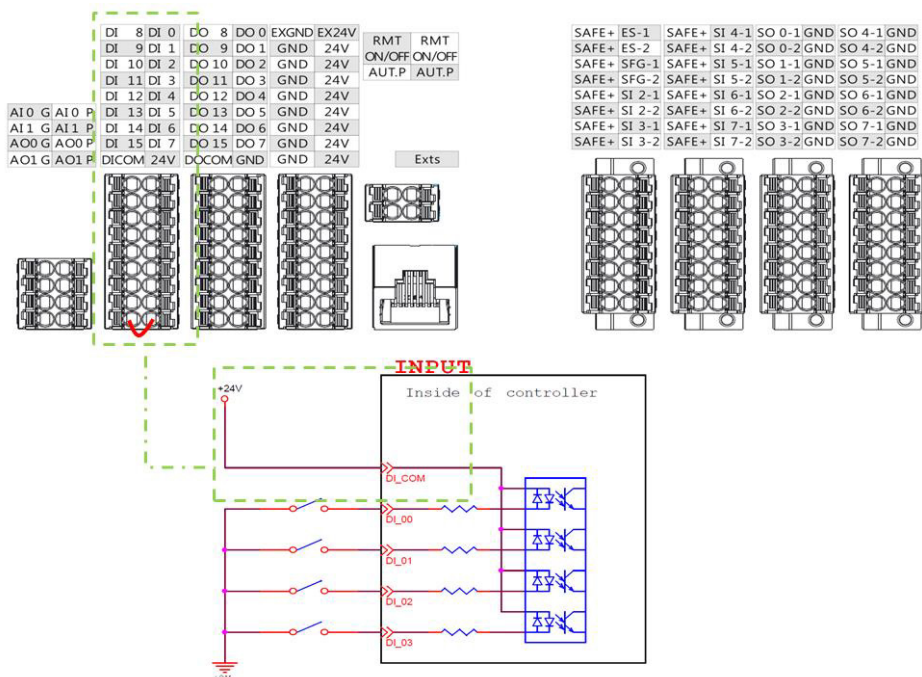 DI 8 DI 0 DO 8 DO 0 EXGND EX24V
DI 9 DI 1 DO 9 DO 1 GND 24V
DI 10 DI 2 DO 10 DO 2 GND 24V
DI 11 DI 3 DO 11 DO 3 GND 24V
DI 12 DI 4 DO 12 DO 4 GND 24V
AI0 G AI0 P DI 13 DI 5 DO 13 DO 5 GND 24V
AI1 G AI1 P DI 14 DI 6 DO 14 DO 6 GND 24V
AO0 G AO0 P DI 15 DI 7 DO 15 DO 7 GND 24V
AO1 G AO1 P DICOM 24V DOCOM GND GND 24V
RMT RMT
ON/OFF ON/OFF
AUT.P AUT.P
Exts
SAFE+ ES-1 SAFE+ SI 4-1 SO 0-1 GND SO 4-1 GND
SAFE+ ES-2 SAFE+ SI 4-2 SO 0-2 GND SO 4-2 GND
SAFE+ SFG-1 SAFE+ SI 5-1 SO 1-1 GND SO 5-1 GND
SAFE+ SFG-2 SAFE+ SI 5-2 SO 1-2 GND SO 5-2 GND
SAFE+ SI 2-1 SAFE+ SI 6-1 SO 2-1 GND SO 6-1 GND
SAFE+ SI 2-2 SAFE+ SI 6-2 SO 2-2 GND SO 6-2 GND
SAFE+ SI 3-1 SAFE+ SI 7-1 SO 3-1 GND SO 7-1 GND
SAFE+ SI 3-2 SAFE+ SI 7-2 SO 3-2 GND SO 7-2 GND
INPUT
+24V
Inside of controller
DI_COM
DI_00
DI_01
DI_02
DI_03